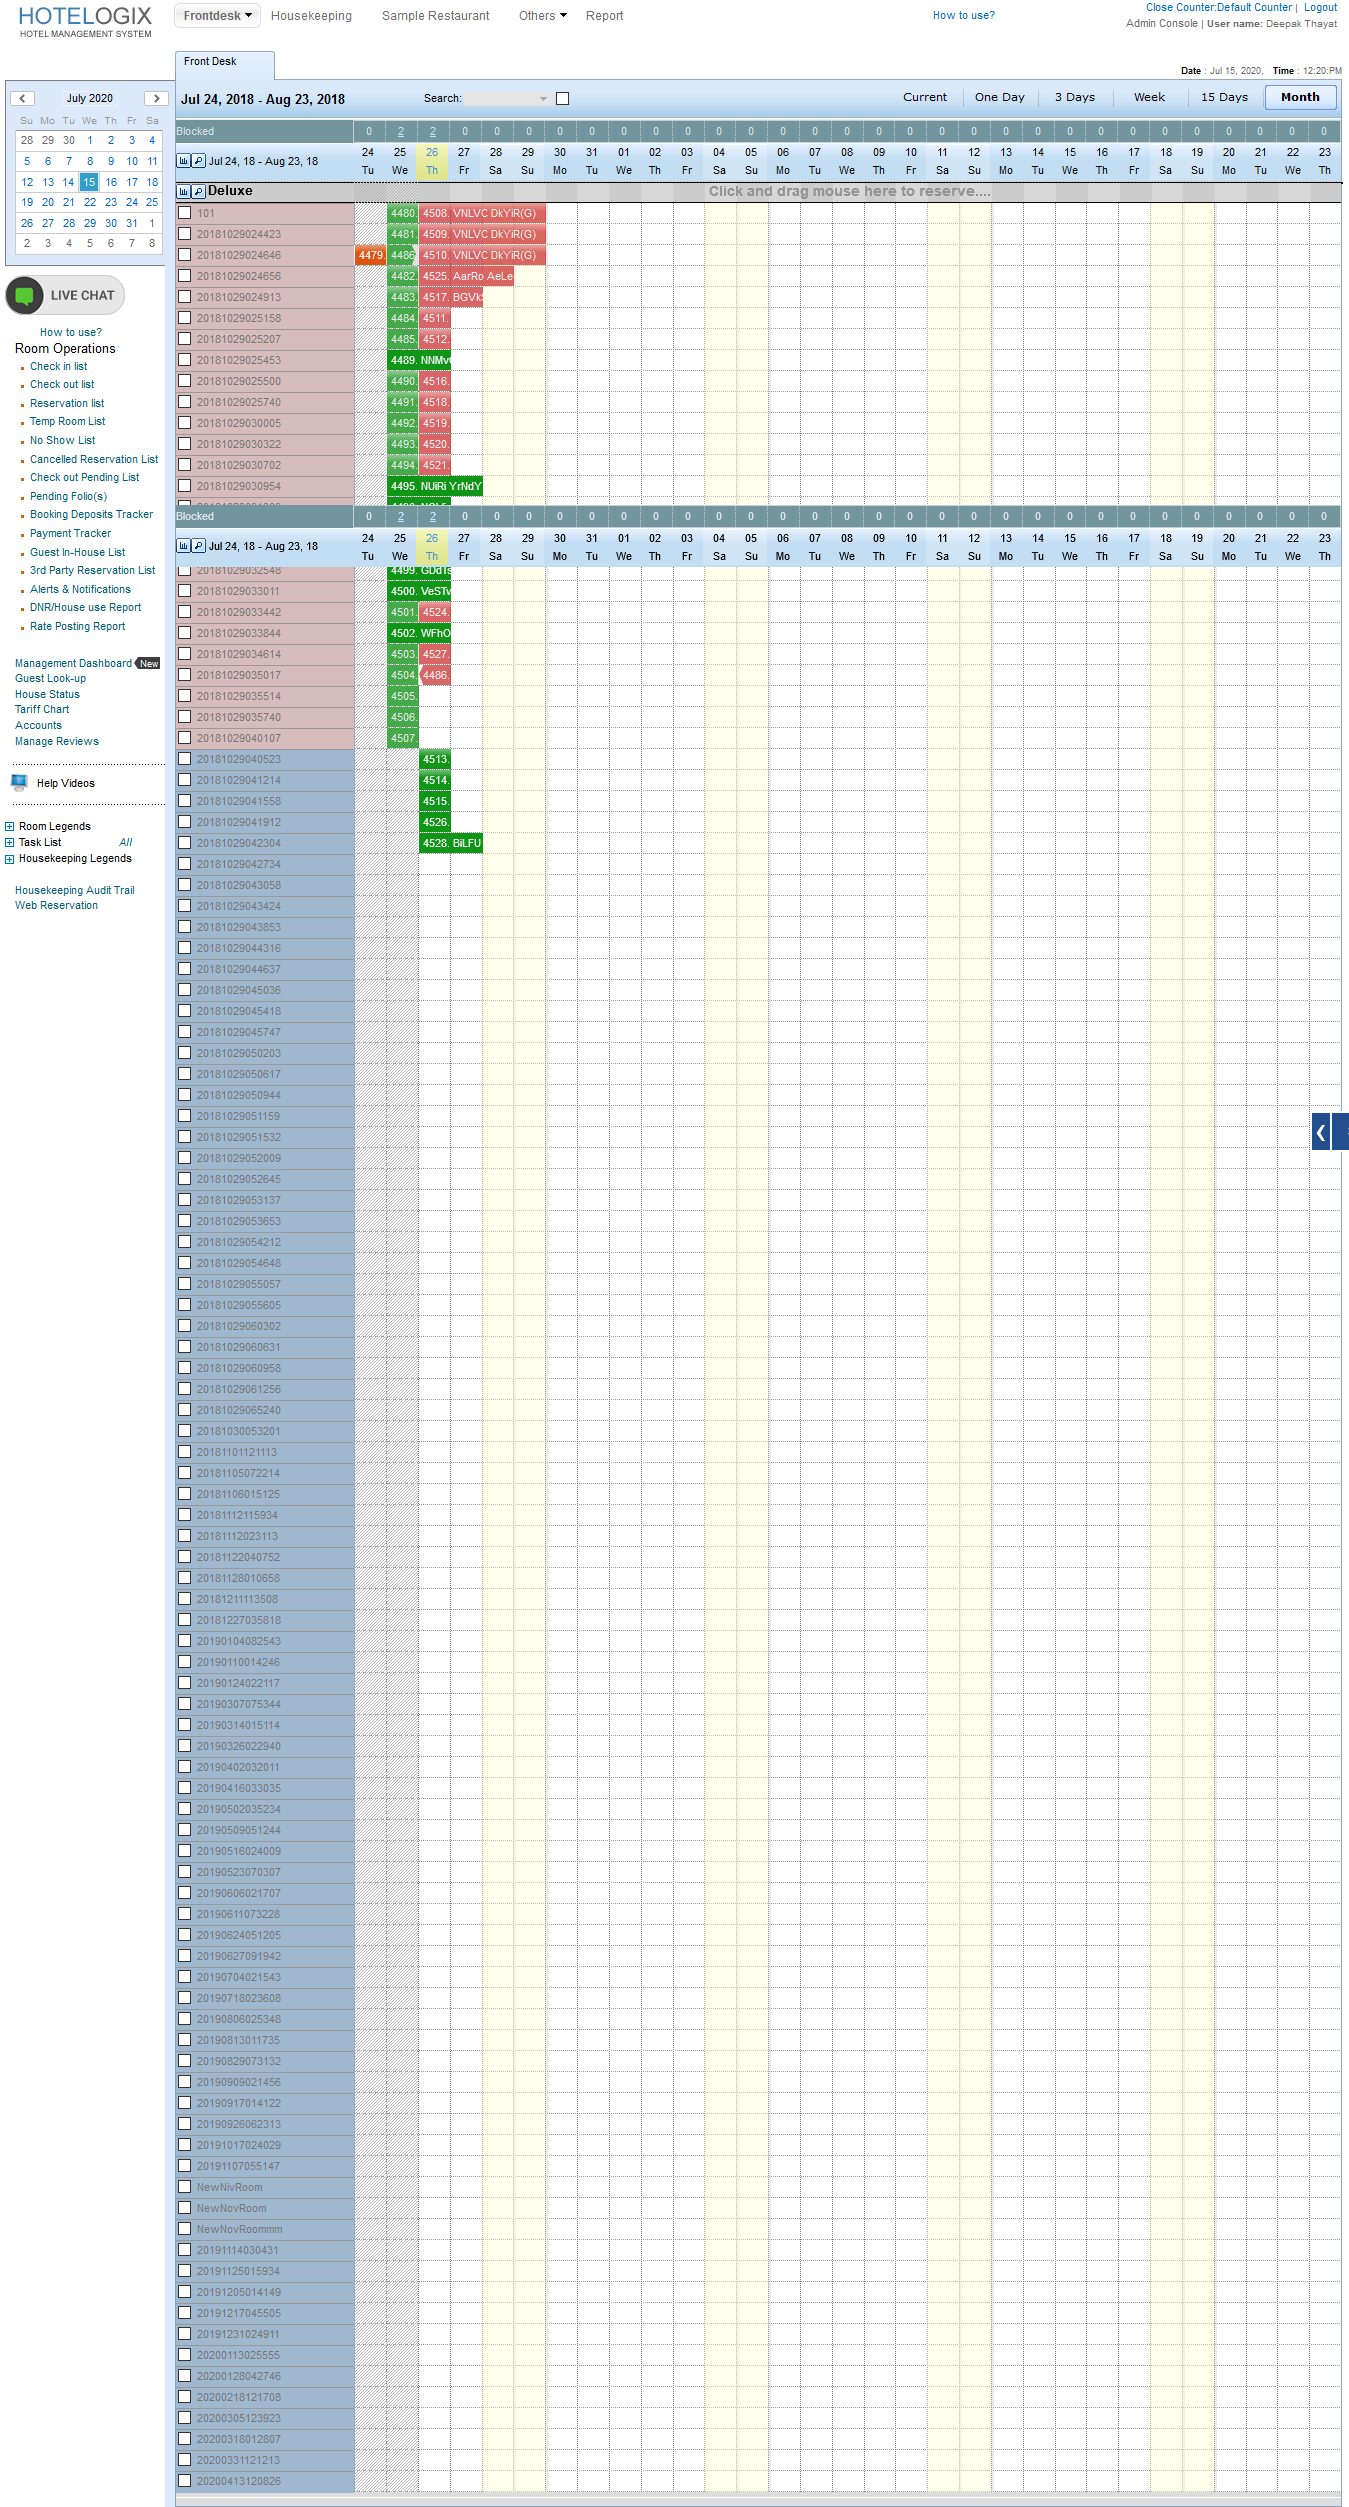 HOTELOGIX
HOTEL MANAGEMENT SYSTEM
Frontdesk Housekeeping Sample Restaurant Others Report
How to use?
Close Counter:Default Counter | Logout
Admin Console | User name: Deepak Thayat
Front Desk
Date : Jul 15, 2020, Time : 12:20:PM
July 2020
Su Mo Tu We Th Fr Sa
28 29 30 1 2 3 4
5 6 7 8 9 10 11
12 13 14 15 16 17 18
19 20 21 22 23 24 25
26 27 28 29 30 31 1
2 3 4 5 6 7 8
LIVE CHAT
How to use?
Room Operations
Check in list
Check out list
Reservation list
Temp Room List
No Show List
Cancelled Reservation List
Check out Pending List
Pending Folio(s)
Booking Deposits Tracker
Payment Tracker
Guest In-House List
3rd Party Reservation List
Alerts & Notifications
DNR/House use Report
Rate Posting Report
Management Dashboard New
Guest Look-up
House Status
Tariff Chart
Accounts
Manage Reviews
Help Videos
Room Legends
Task List All
Housekeeping Legends
Housekeeping Audit Trail
Web Reservation
Jul 24, 2018 - Aug 23, 2018 Search: Current One Day 3 Days Week 15 Days Month
Blocked 0 2 2 0 0 0 0 0 0 0 0 0 0 0 0 0 0 0 0 0 0 0 0 0 0 0 0 0 0 0 0
24 25 26 27 28 29 30 31 01 02 03 04 05 06 07 08 09 10 11 12 13 14 15 16 17 18 19 20 21 22 23
Jul 24, 18 - Aug 23, 18
Tu We Th Fr Sa Su Mo Tu We Th Fr Sa Su Mo Tu We Th Fr Sa Su Mo Tu We Th Fr Sa Su Mo Tu We Th
Deluxe Click and drag mouse here to reserve....
101 4480. 4508. VNLVC DkYiR(G)
20181029024423 4481. 4509. VNLVC DkYiR(G)
20181029024646 4479. 4486 4510. VNLVC DkYiR(G)
20181029024656 4482. 4525. AarRo AeLe
20181029024913 4483. 4517. BGVkS
20181029025158 4484. 4511.
20181029025207 4485. 4512.
20181029025453 4489. NNMv
20181029025500 4490. 4516.
20181029025740 4491. 4518.
20181029030005 4492. 4519.
20181029030322 4493. 4520.
20181029030702 4494. 4521.
20181029030954 4495. NUiRi YrNdY
Blocked 0 2 2 0 0 0 0 0 0 0 0 0 0 0 0 0 0 0 0 0 0 0 0 0 0 0 0 0 0 0 0
24 25 26 27 28 29 30 31 01 02 03 04 05 06 07 08 09 10 11 12 13 14 15 16 17 18 19 20 21 22 23
Jul 24, 18 - Aug 23, 18
Tu We Th Fr Sa Su Mo Tu We Th Fr Sa Su Mo Tu We Th Fr Sa Su Mo Tu We Th Fr Sa Su Mo Tu We Th
20181029032548 4499. GDdTs
20181029033011 4500. VeSTv
20181029033442 4501. 4524.
20181029033844 4502. WFhO
20181029034614 4503. 4527.
20181029035017 4504. 4486.
20181029035514 4505.
20181029035740 4506.
20181029040107 4507.
20181029040523 4513.
20181029041214 4514.
20181029041558 4515.
20181029041912 4526.
20181029042304 4528. BiLFU
20181029042734
20181029043058
20181029043424
20181029043853
20181029044316
20181029044637
20181029045036
20181029045418
20181029045747
20181029050203
20181029050617
20181029050944
20181029051159
20181029051532
20181029052009
20181029052645
20181029053137
20181029053653
20181029054212
20181029054648
20181029055057
20181029055605
20181029060302
20181029060631
20181029060958
20181029061256
20181029065240
20181030053201
20181101121113
20181105072214
20181106015125
20181112115934
20181112023113
20181122040752
20181128010658
20181211113508
20181227035818
20190104082543
20190110014246
20190124022117
20190307075344
20190314015114
20190326022940
20190402032011
20190416033035
20190502035234
20190509051244
20190516024009
20190523070307
20190606021707
20190611073228
20190624051205
20190627091942
20190704021543
20190718023608
20190806025348
20190813011735
20190829073132
20190909021456
20190917014122
20190926062313
20191017024029
20191107055147
NewNivRoom
NewNovRoom
NewNovRoommm
20191114030431
20191125015934
20191205014149
20191217045505
20191231024911
20200113025555
20200128042746
20200218121708
20200305123923
20200318012807
20200331121213
20200413120826